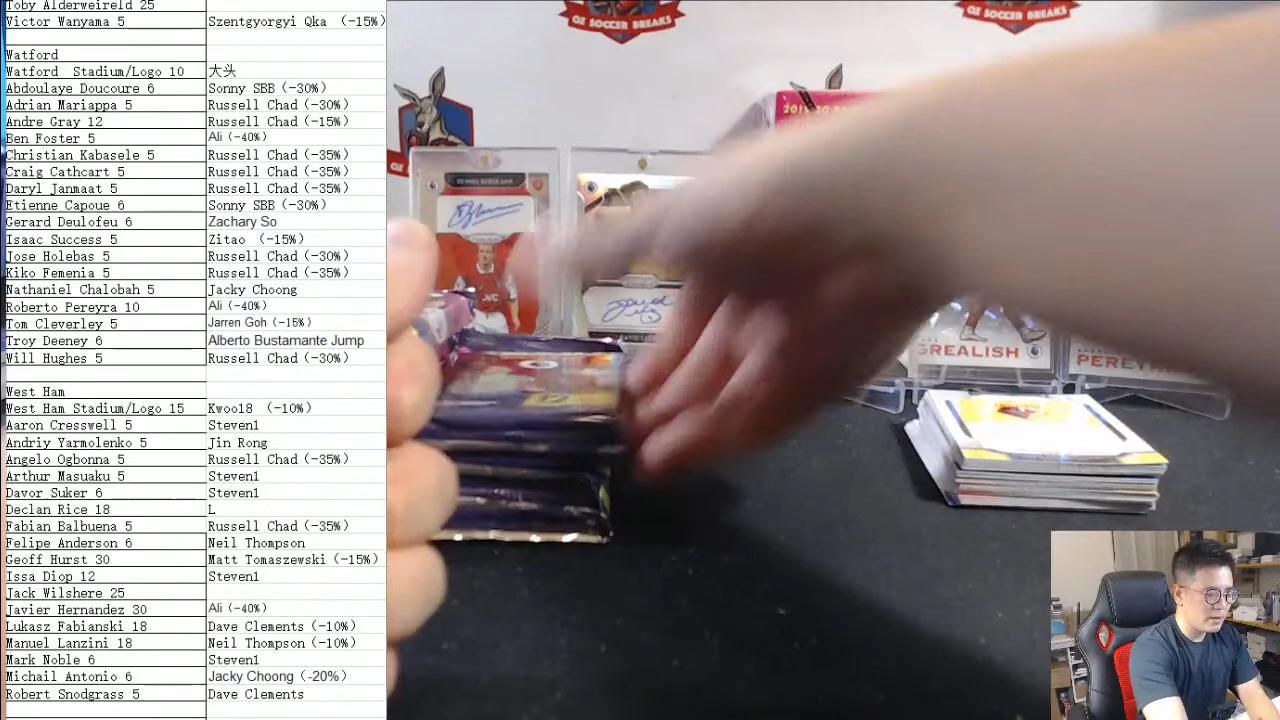 Toby Alderweireld 25
Victor Wanyama 5 Szentgyorgyi Qka (-15%)
Watford
Watford Stadium/Logo 10 大头
Abdoulaye Doucoure 6 Sonny SBB (-30%)
Adrian Mariappa 5 Russell Chad (-30%)
Andre Gray 12 Russell Chad (-15%)
Ben Foster 5 Ali (-40%)
Christian Kabasele 5 Russell Chad (-35%)
Craig Cathcart 5 Russell Chad (-35%)
Daryl Janmaat 5 Russell Chad (-35%)
Etienne Capoue 6 Sonny SBB (-30%)
Gerard Deulofeu 6 Zachary So
Isaac Success 5 Zitao (-15%)
Jose Holebas 5 Russell Chad (-30%)
Kiko Femenia 5 Russell Chad (-35%)
Nathaniel Chalobah 5 Jacky Choong
Roberto Pereyra 10 Ali (-40%)
Tom Cleverley 5 Jarren Goh (-15%)
Troy Deeney 6 Alberto Bustamante Jump
Will Hughes 5 Russell Chad (-30%)
West Ham
West Ham Stadium/Logo 15 Kwoo18 (-10%)
Aaron Cresswell 5 Steven1
Andriy Yarmolenko 5 Jin Rong
Angelo Ogbonna 5 Russell Chad (-35%)
Arthur Masuaku 5 Steven1
Davor Suker 6 Steven1
Declan Rice 18 L
Fabian Balbuena 5 Russell Chad (-35%)
Felipe Anderson 6 Neil Thompson
Geoff Hurst 30 Matt Tomaszewski (-15%)
Issa Diop 12 Steven1
Jack Wilshere 25
Javier Hernandez 30 Ali (-40%)
Lukasz Fabianski 18 Dave Clements (-10%)
Manuel Lanzini 18 Neil Thompson (-10%)
Mark Noble 6 Steven1
Michail Antonio 6 Jacky Choong (-20%)
Robert Snodgrass 5 Dave Clements
OZ SOCCER BREAKS
OZ SOCCER BREAKS
DENNIS BERGKAMP
GREALISH
PEREY